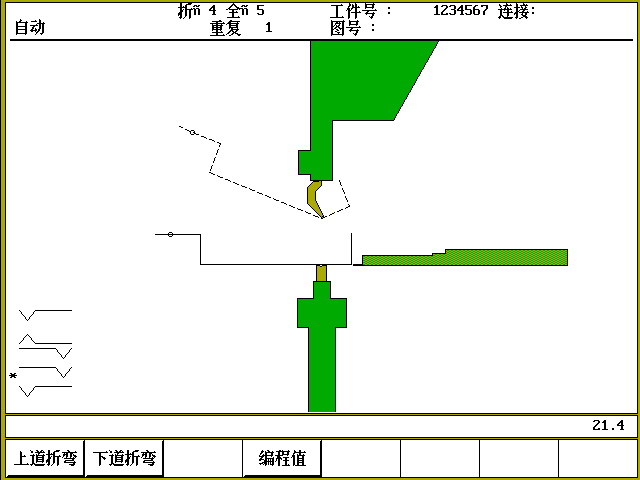 折ñ 4 全ñ 5 工件号 : 1234567 连接:
自动 重复 1 图号 :
*
21.4
上道折弯 下道折弯 编程值